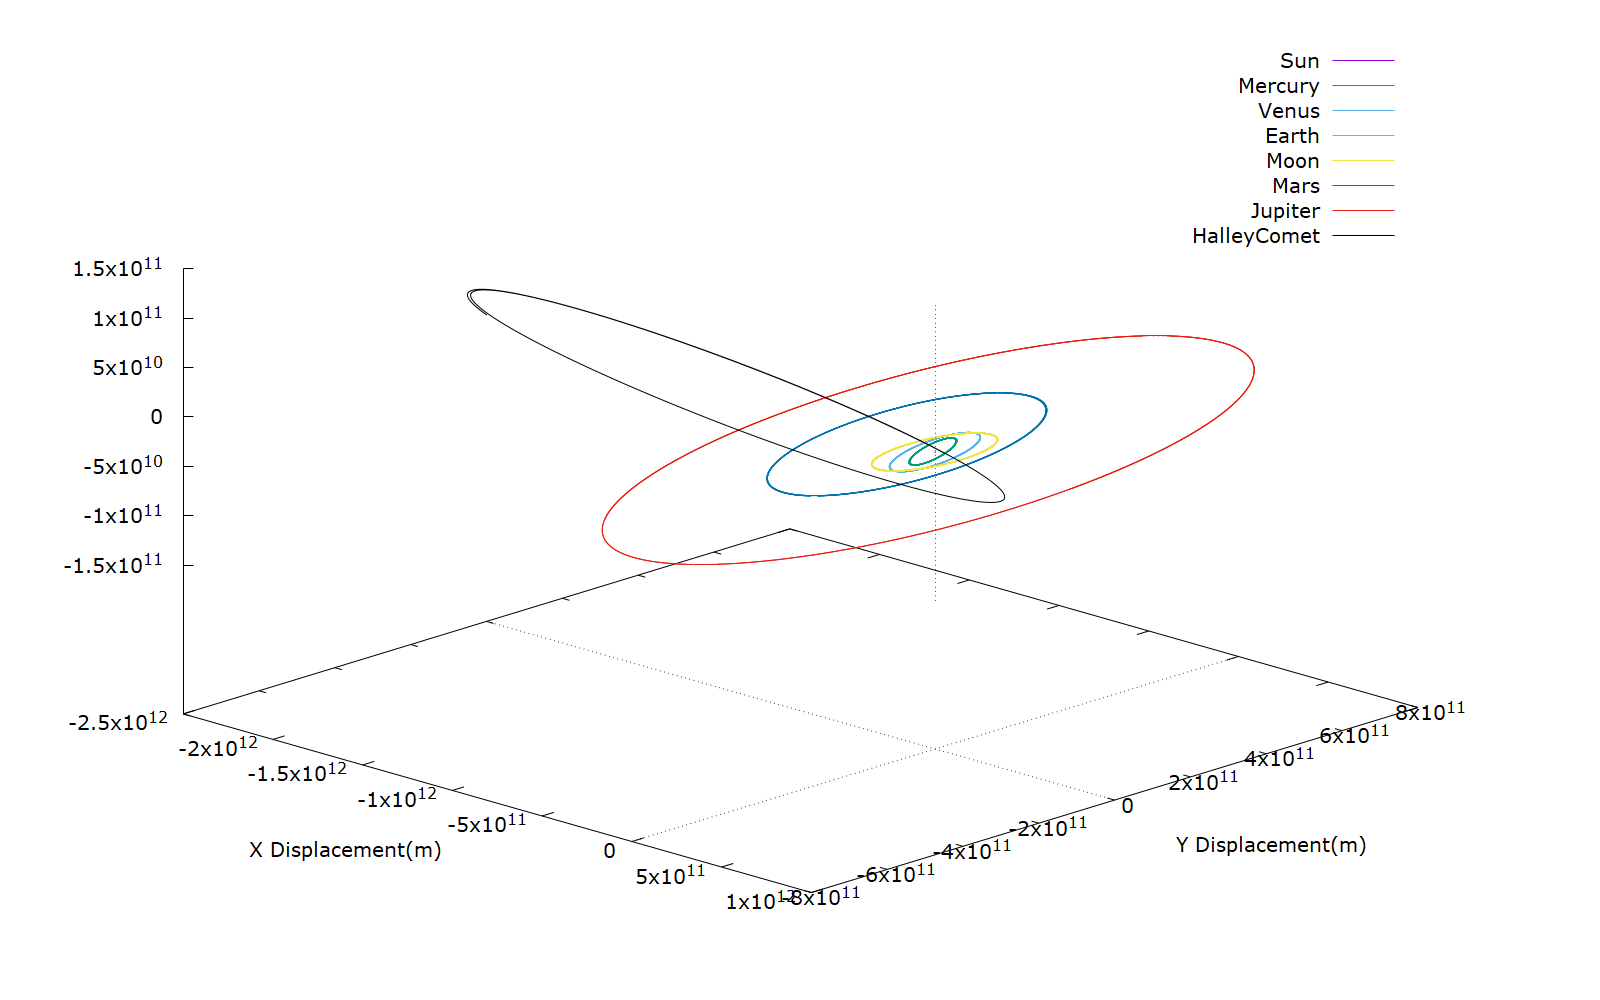 Sun
Mercury
Venus
Earth
Moon
Mars
Jupiter
HalleyComet
1.5x10^11
1x10^11
5x10^10
0
-5x10^10
-1x10^11
-1.5x10^11
-2.5x10^12
-2x10^12
-1.5x10^12
-1x10^12
-5x10^11
0
5x10^11
1x10^12
X Displacement(m)
-8x10^11
-6x10^11
-4x10^11
-2x10^11
0
2x10^11
4x10^11
6x10^11
8x10^11
Y Displacement(m)